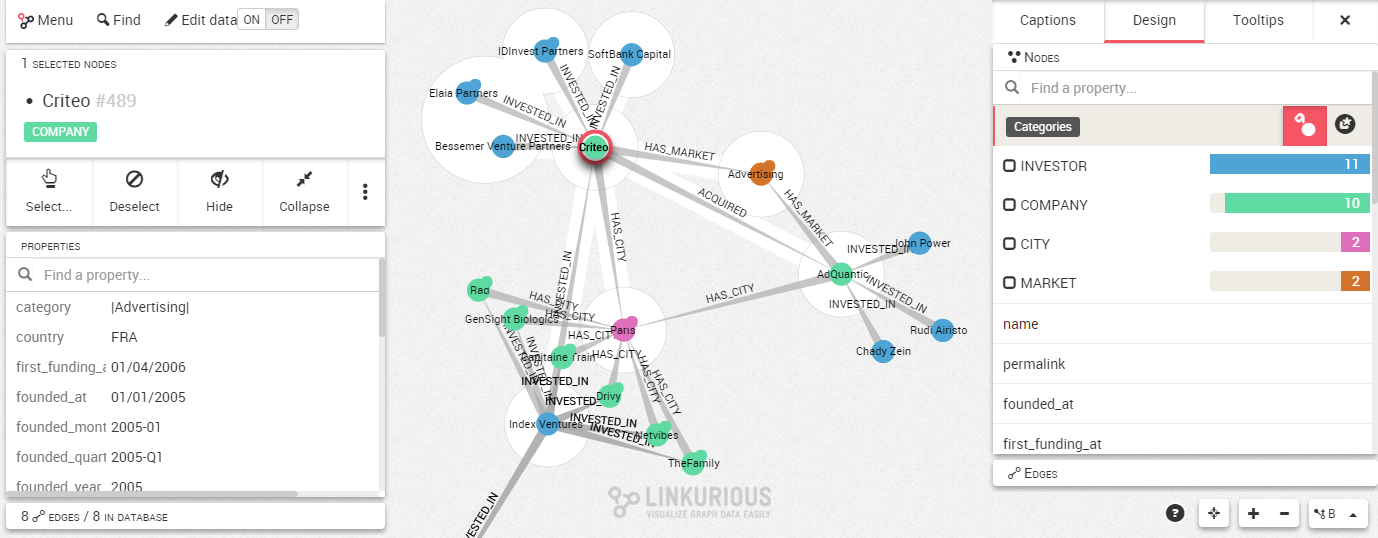 Menu Find Edit data ON OFF
1 SELECTED NODES
• Criteo #489
COMPANY
Select... Deselect Hide Collapse
PROPERTIES
Find a property...
category |Advertising|
country FRA
first_funding_a 01/04/2006
founded_at 01/01/2005
founded_mont 2005-01
founded_quart 2005-Q1
founded_year 2005
8 EDGES / 8 IN DATABASE
IDInvest Partners
SoftBank Capital
Elaia Partners
INVESTED_IN
INVESTED_IN
INVESTED_IN
INVESTED_IN
Bessemer Venture Partners
Criteo
HAS_MARKET
Advertising
ACQUIRED
HAS_MARKET
HAS_CITY
INVESTED_IN
John Power
INVESTED_IN
AdQuantic
INVESTED_IN
INVESTED_IN
Rudi Airisto
Chady Zein
HAS_CITY
Rad
HAS_CITY
GenSight Biologics
HAS_CITY
Paris
HAS_CITY
Capitaine Train
HAS_CITY
HAS_CITY
HAS_CITY
INVESTED_IN
INVESTED_IN
INVESTED_IN
INVESTED_IN
Drivy
Index Ventures
INVESTED_IN
INVESTED_IN
Netvibes
TheFamily
INVESTED_IN
LINKURIOUS
VISUALIZE GRAPH DATA EASILY
Captions Design Tooltips ×
NODES
Find a property...
Categories
INVESTOR 11
COMPANY 10
CITY 2
MARKET 2
name
permalink
founded_at
first_funding_at
EDGES
? + − B